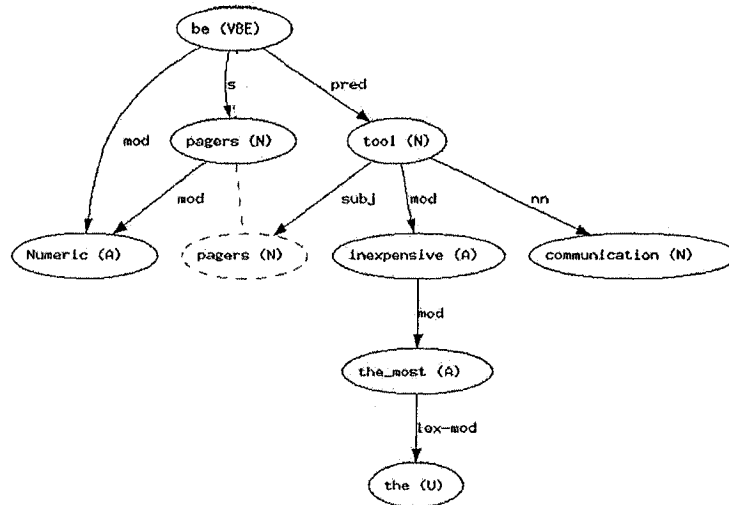 be (VBE)
s
pred
mod
pagers (N)
tool (N)
mod
subj
mod
nn
Numeric (A)
pagers (N)
inexpensive (A)
communication (N)
mod
the_most (A)
lex-mod
the (U)